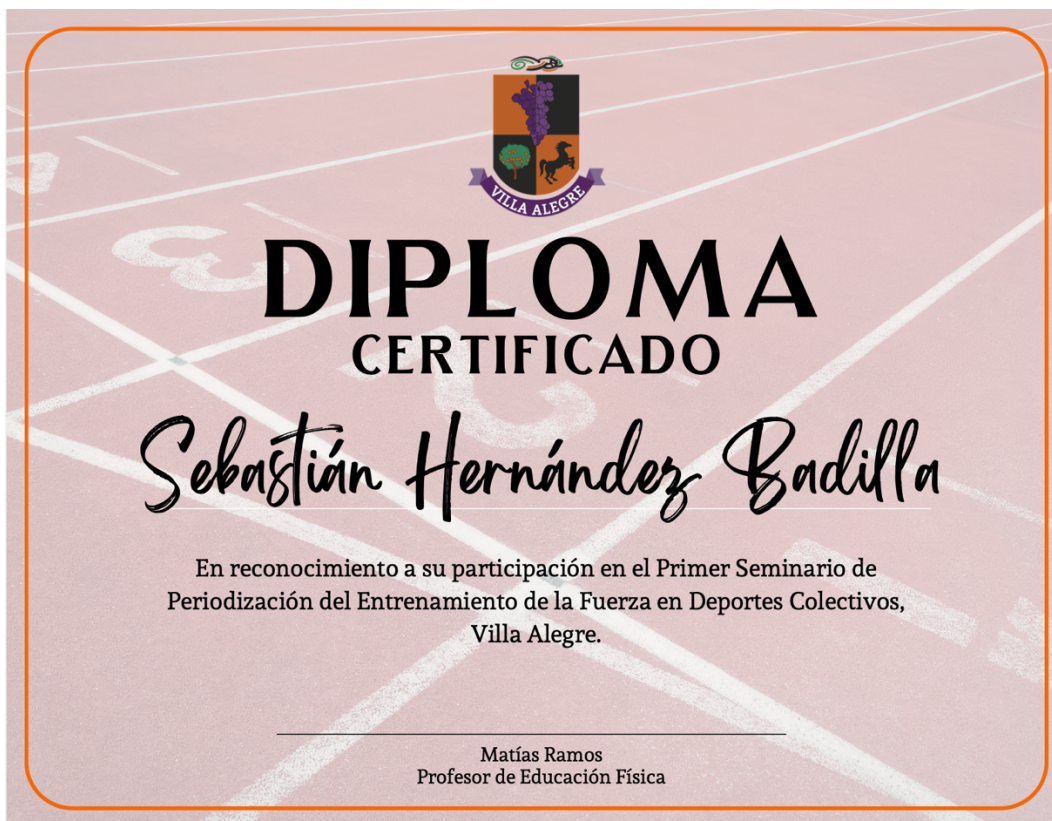 VILLA ALEGRE
DIPLOMA
CERTIFICADO
Sebastián Hernández Badilla
En reconocimiento a su participación en el Primer Seminario de
Periodización del Entrenamiento de la Fuerza en Deportes Colectivos,
Villa Alegre.
Matías Ramos
Profesor de Educación Física